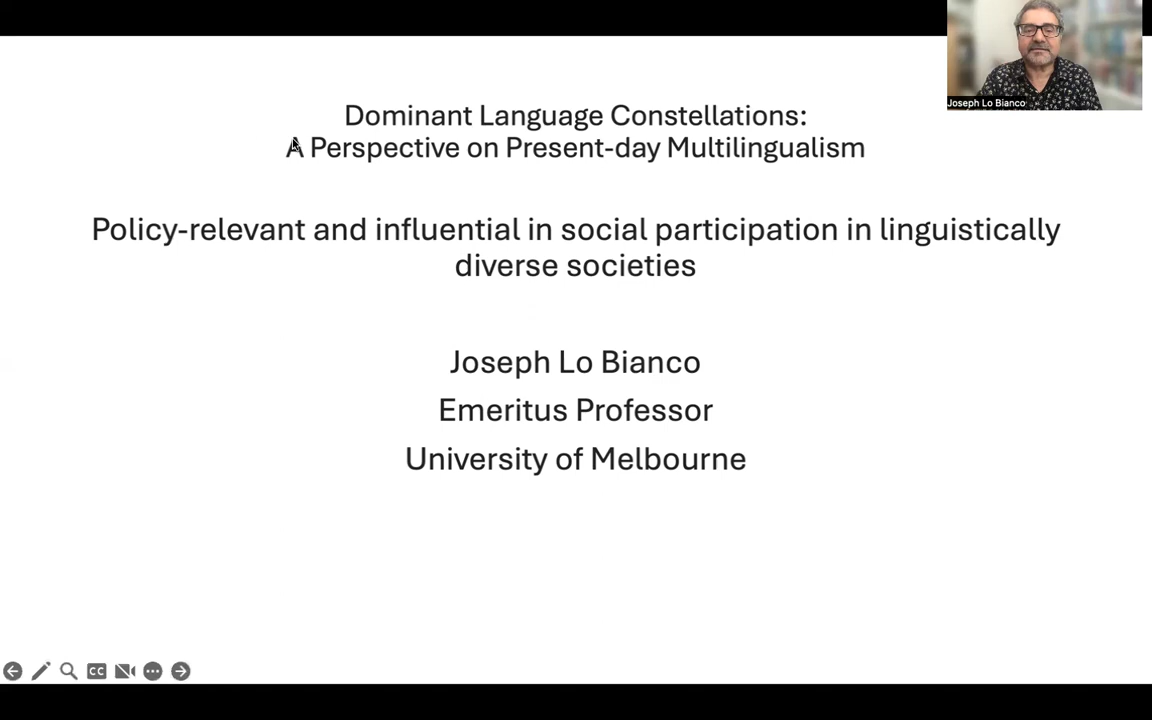 Joseph Lo Bianco
Dominant Language Constellations:
A Perspective on Present-day Multilingualism
Policy-relevant and influential in social participation in linguistically
diverse societies
Joseph Lo Bianco
Emeritus Professor
University of Melbourne
CC